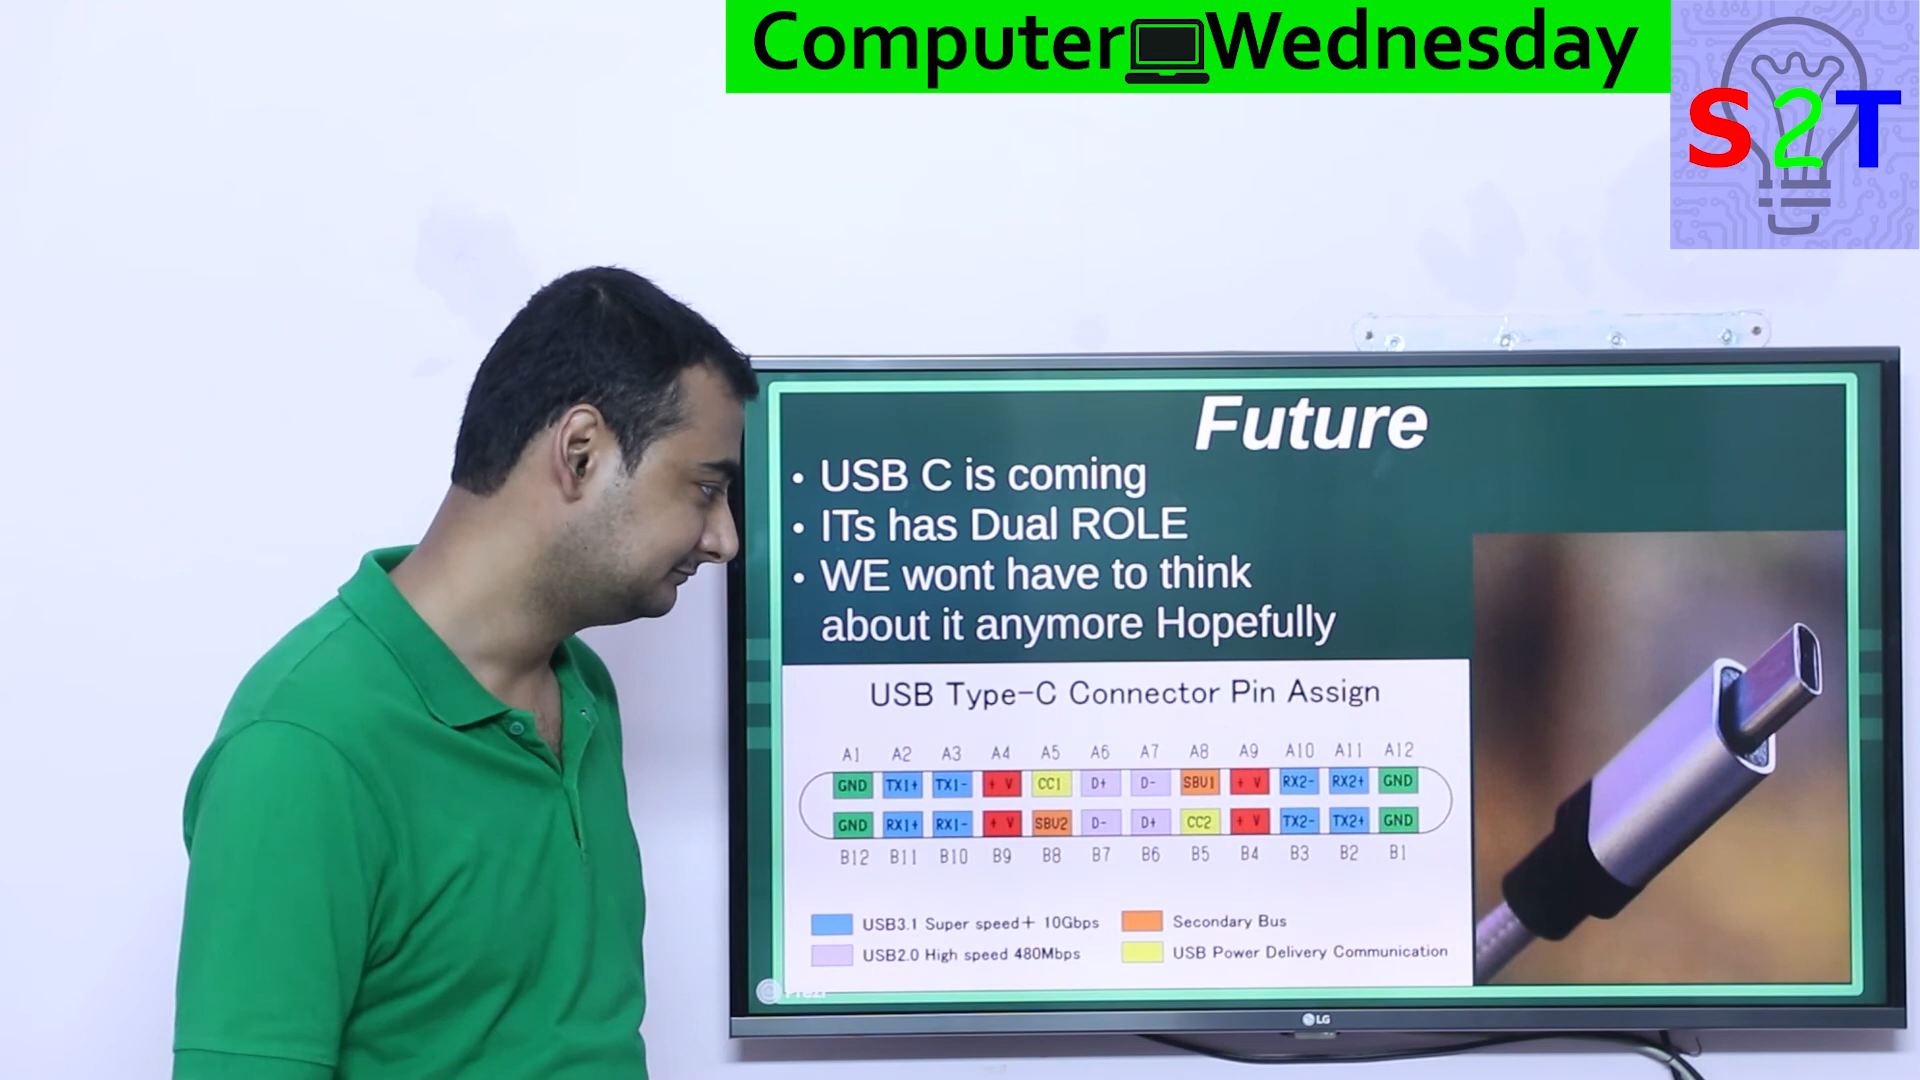 Computer Wednesday
S2T
Future
• USB C is coming
• ITs has Dual ROLE
• WE wont have to think
about it anymore Hopefully
USB Type-C Connector Pin Assign
A1 A2 A3 A4 A5 A6 A7 A8 A9 A10 A11 A12
GND TX1+ TX1- + V CC1 D+ D- SBU1 + V RX2- RX2+ GND
GND RX1+ RX1- + V SBU2 D- D+ CC2 + V TX2- TX2+ GND
B12 B11 B10 B9 B8 B7 B6 B5 B4 B3 B2 B1
USB3.1 Super speed+ 10Gbps
Secondary Bus
USB2.0 High speed 480Mbps
USB Power Delivery Communication
Prezi
LG